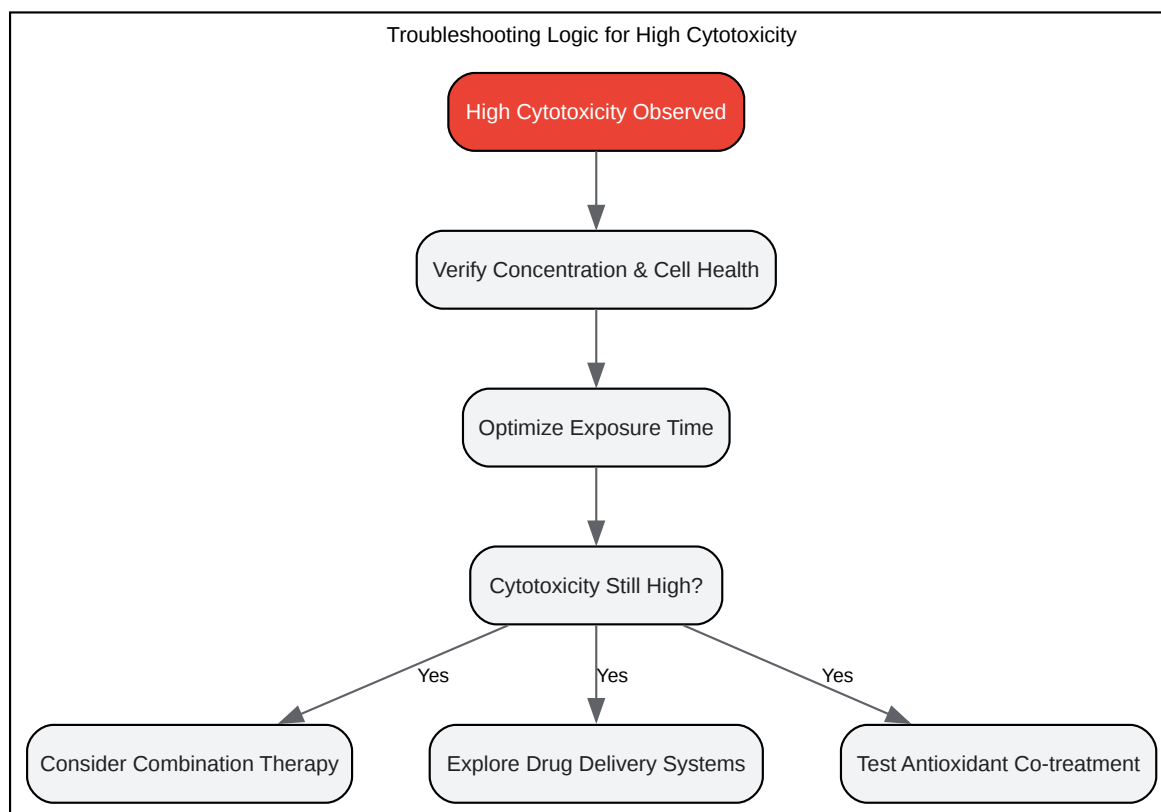 Troubleshooting Logic for High Cytotoxicity
High Cytotoxicity Observed
Verify Concentration & Cell Health
Optimize Exposure Time
Cytotoxicity Still High?
Yes
Yes
Yes
Consider Combination Therapy
Explore Drug Delivery Systems
Test Antioxidant Co-treatment